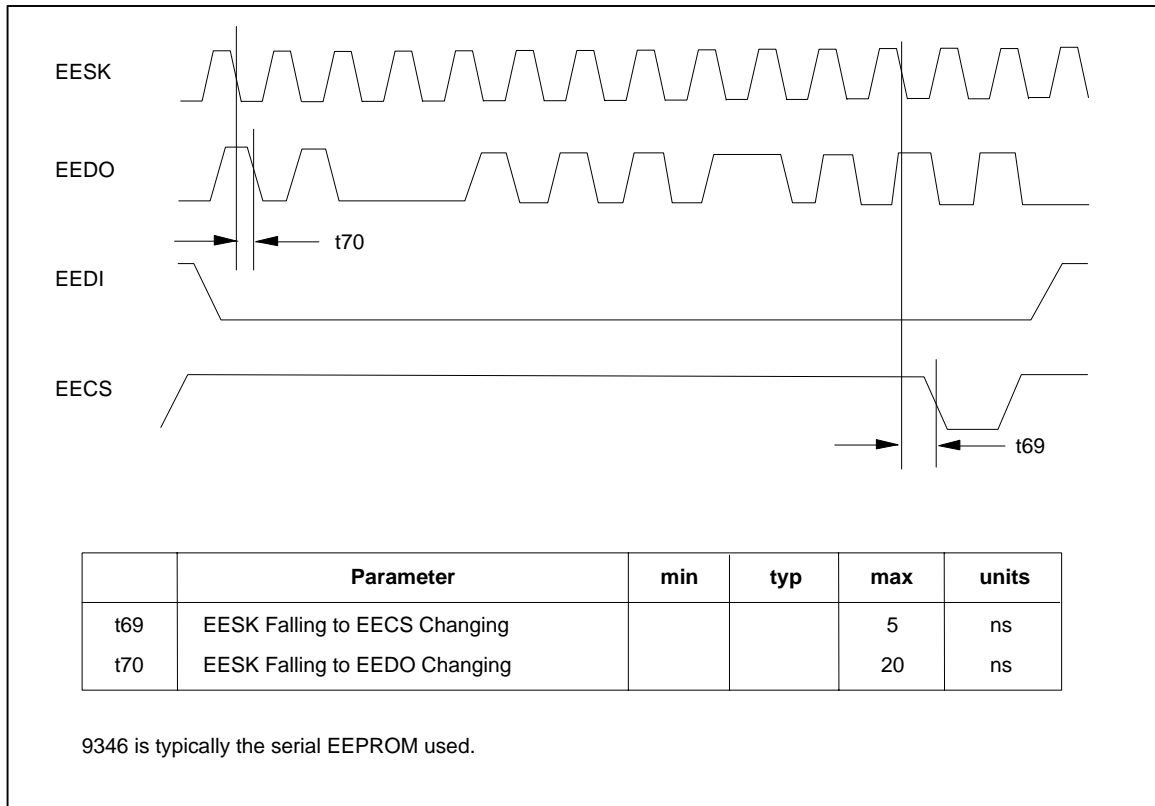 EESK
EEDO
t70
EEDI
EECS
t69
Parameter min typ max units
t69 EESK Falling to EECS Changing 5 ns
t70 EESK Falling to EEDO Changing 20 ns
9346 is typically the serial EEPROM used.